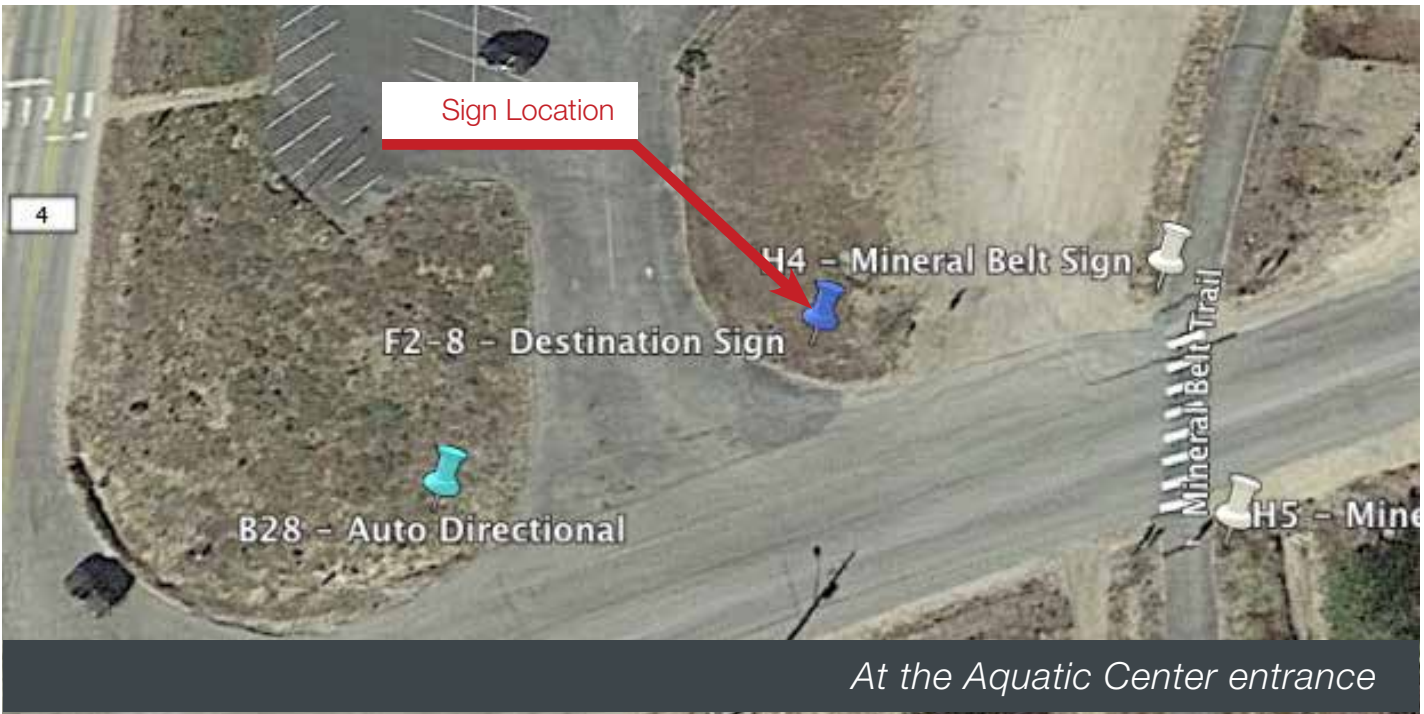 Sign Location
4
H4 - Mineral Belt Sign
F2-8 - Destination Sign
Mineral Belt Trail
B28 - Auto Directional
H5 - Mine
At the Aquatic Center entrance